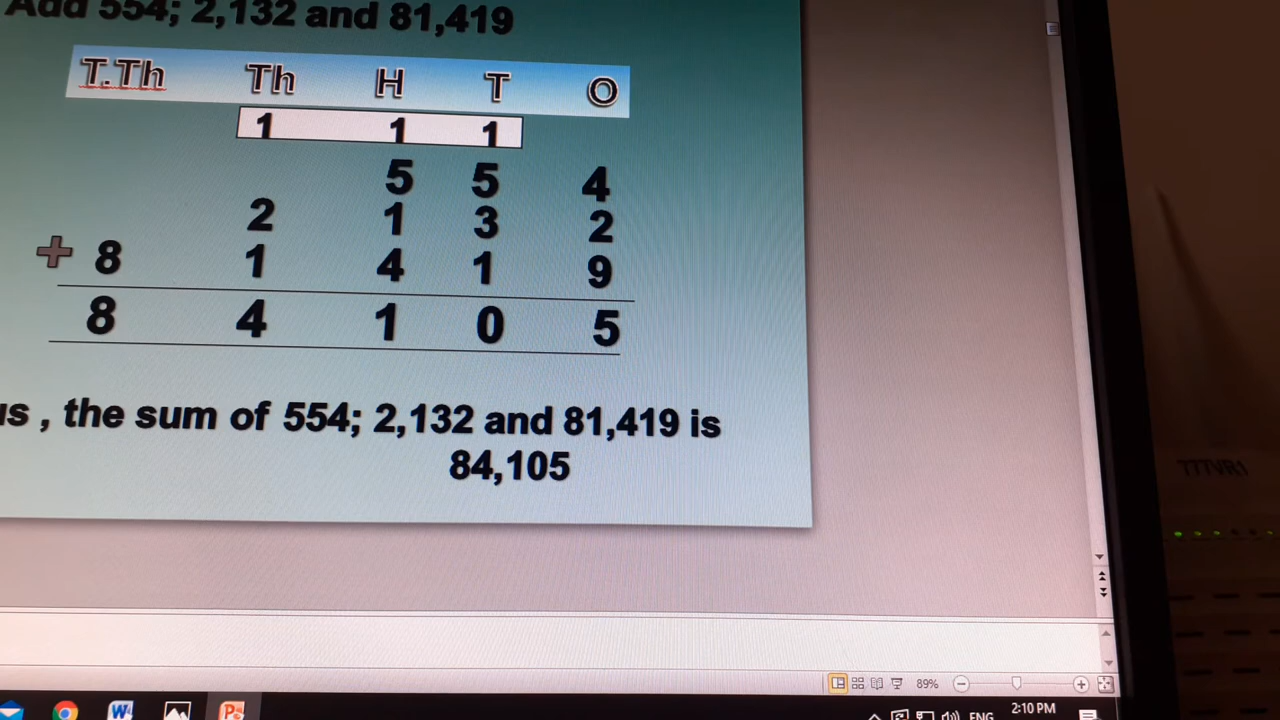 Add 554; 2,132 and 81,419
T.Th Th H T O
1 1 1
5 5 4
2 1 3 2
+ 8 1 4 1 9
8 4 1 0 5
, the sum of 554; 2,132 and 81,419 is
84,105
TTTVR1
89%
ENG 2:10 PM